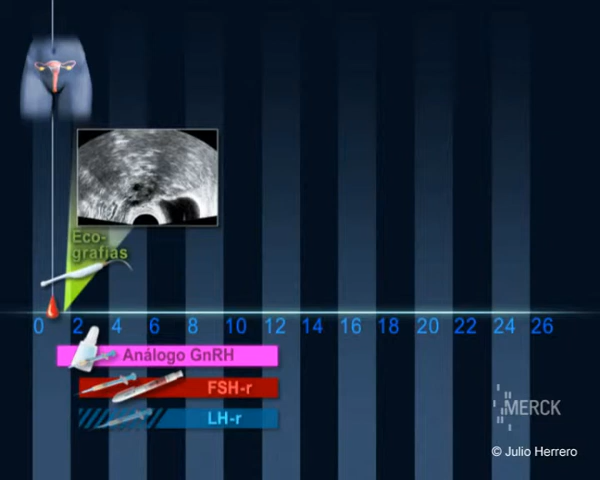 Eco-
grafias
0 2 4 6 8 10 12 14 16 18 20 22 24 26
Análogo GnRH
FSH-r
LH-r
MERCK
© Julio Herrero